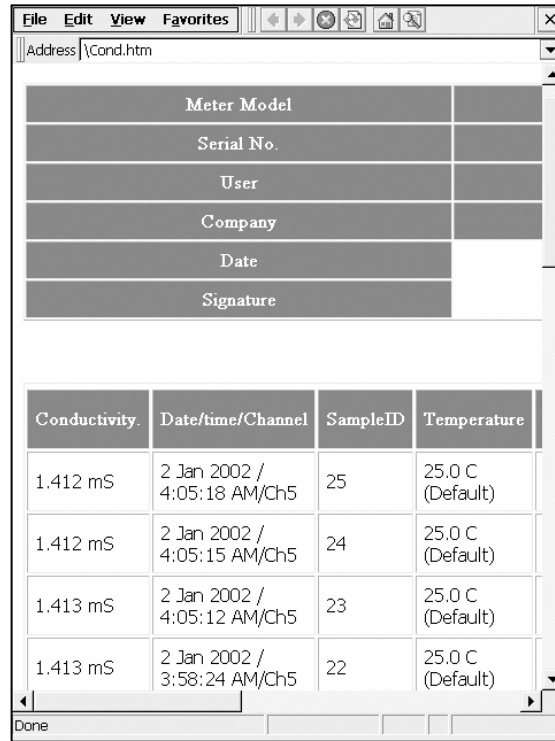 File Edit View Favorites
Address \Cond.htm
Meter Model
Serial No.
User
Company
Date
Signature
Conductivity. Date/time/Channel SampleID Temperature
1.412 mS 2 Jan 2002 / 25 25.0 C
4:05:18 AM/Ch5 (Default)
1.412 mS 2 Jan 2002 / 24 25.0 C
4:05:15 AM/Ch5 (Default)
1.413 mS 2 Jan 2002 / 23 25.0 C
4:05:12 AM/Ch5 (Default)
1.413 mS 2 Jan 2002 / 22 25.0 C
3:58:24 AM/Ch5 (Default)
Done